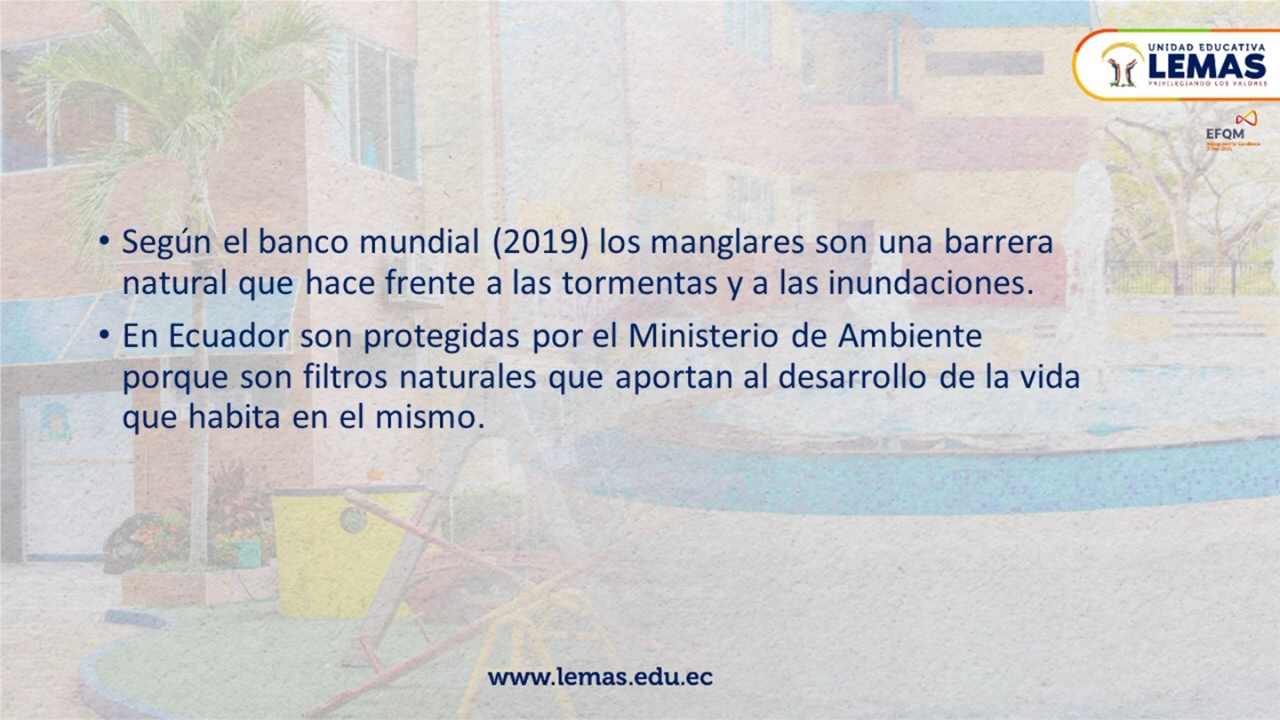 UNIDAD EDUCATIVA
LEMAS
PRIVILEGIANDO LOS VALORES
EFQM
• Según el banco mundial (2019) los manglares son una barrera
natural que hace frente a las tormentas y a las inundaciones.
• En Ecuador son protegidas por el Ministerio de Ambiente
porque son filtros naturales que aportan al desarrollo de la vida
que habita en el mismo.
www.lemas.edu.ec